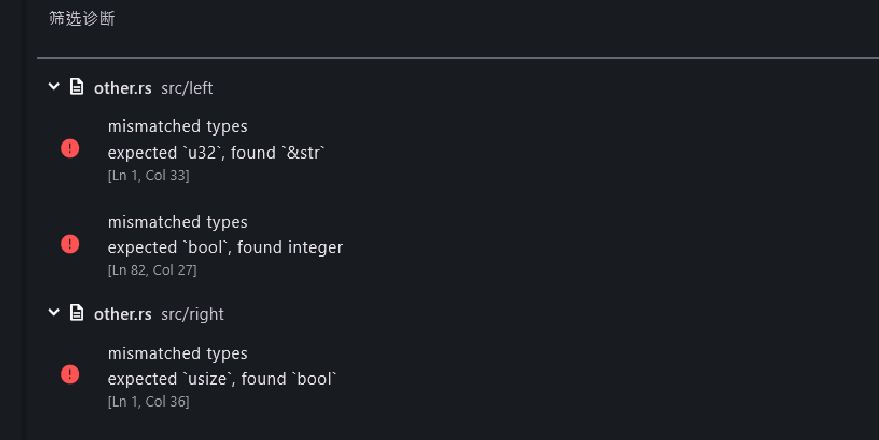 筛选诊断
other.rs src/left
mismatched types
expected `u32`, found `&str`
[Ln 1, Col 33]
mismatched types
expected `bool`, found integer
[Ln 82, Col 27]
other.rs src/right
mismatched types
expected `usize`, found `bool`
[Ln 1, Col 36]